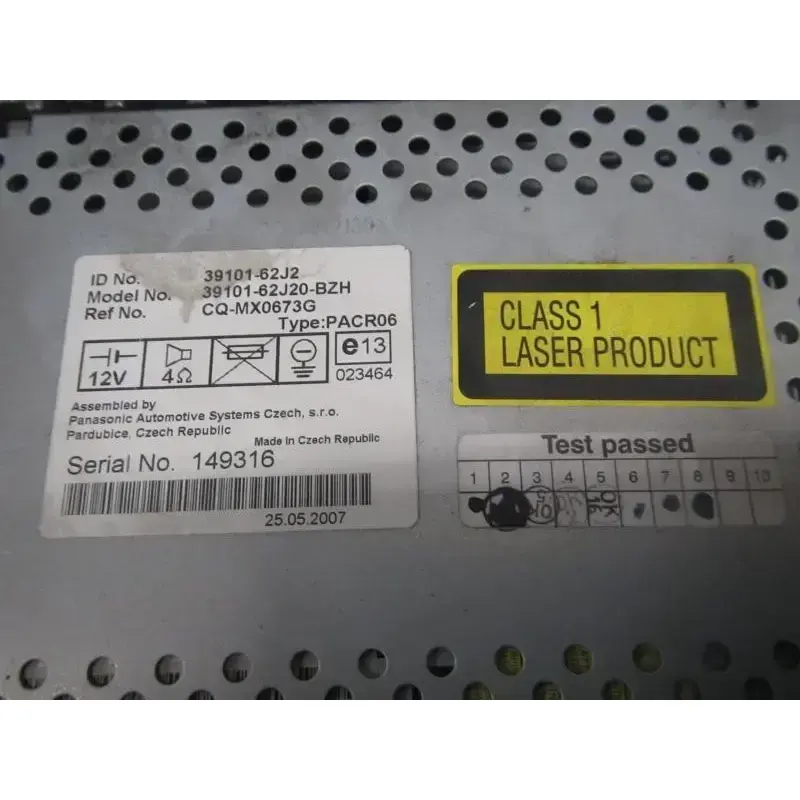 ID No. 39101-62J2
Model No. 39101-62J20-BZH
Ref No. CQ-MX0673G
Type:PACR06
12V 4Ω e13
023464
Assembled by
Panasonic Automotive Systems Czech, s.r.o.
Pardubice, Czech Republic
Made in Czech Republic
Serial No. 149316
25.05.2007
CLASS 1
LASER PRODUCT
Test passed
1 2 3 4 5 6 7 8 9 10
OK